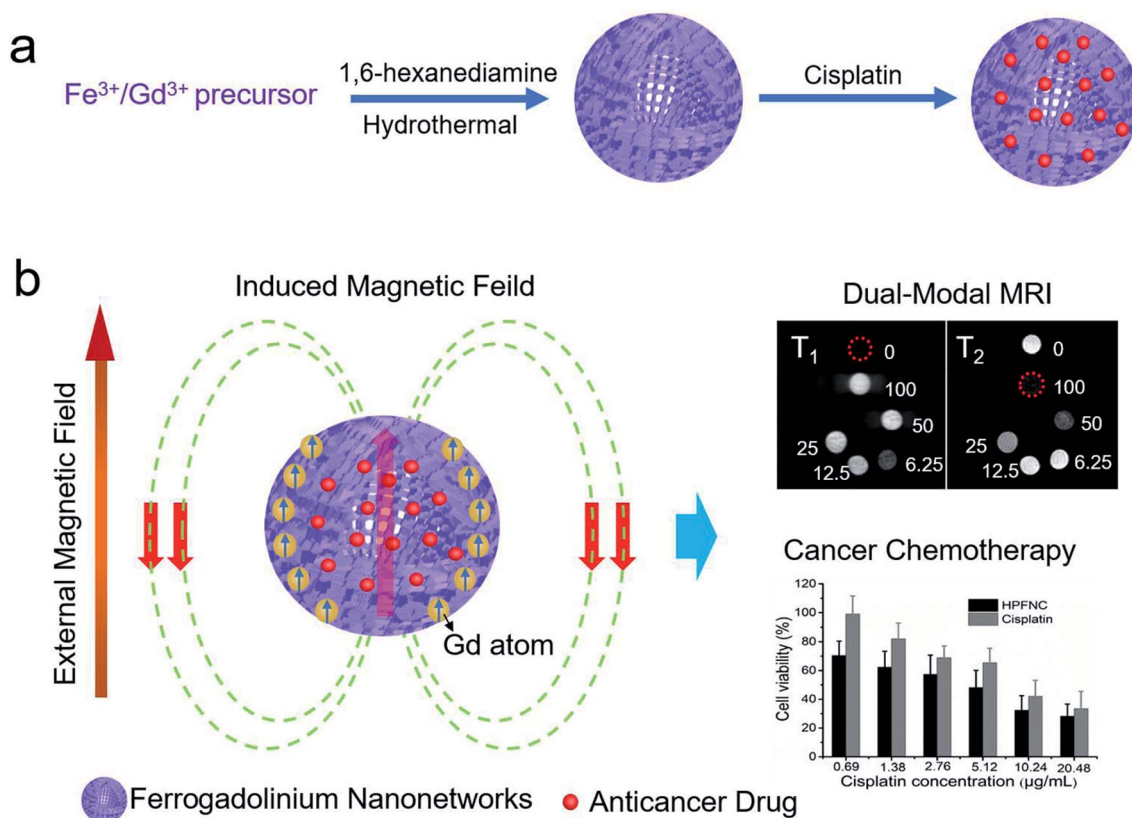 a
Fe³⁺/Gd³⁺ precursor
1,6-hexanediamine
Hydrothermal
Cisplatin
b
External Magnetic Field
Induced Magnetic Feild
Gd atom
Dual-Modal MRI
T₁
0
100
50
25
12.5
6.25
T₂
0
100
50
25
12.5
6.25
Cancer Chemotherapy
Cell viability (%)
120
100
80
60
40
20
0
HPFNC
Cisplatin
0.69 1.38 2.76 5.12 10.24 20.48
Cisplatin concentration (μg/mL)
Ferrogadolinium Nanonetworks
Anticancer Drug